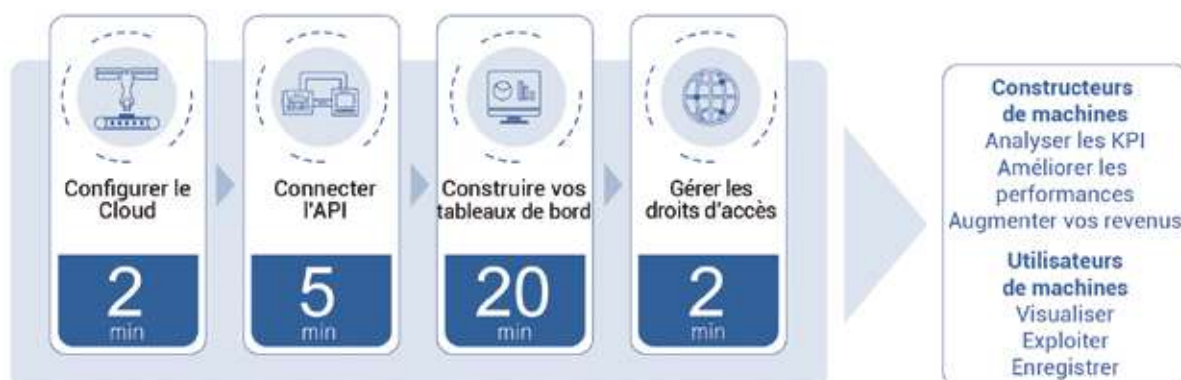 Configurer le
Cloud
2
min
Connecter
l'API
5
min
Construire vos
tableaux de bord
20
min
Gérer les
droits d'accès
2
min
Constructeurs
de machines
Analyser les KPI
Améliorer les
performances
Augmenter vos revenus
Utilisateurs
de machines
Visualiser
Exploiter
Enregistrer